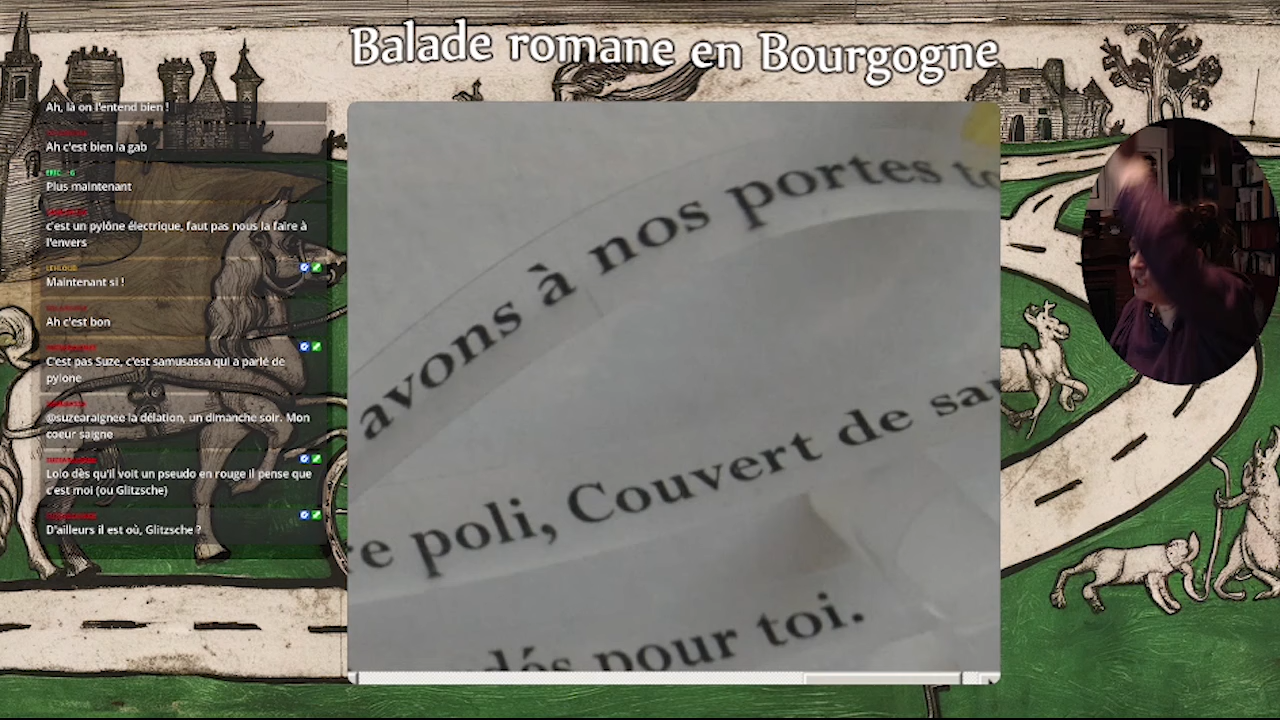 Balade romane en Bourgogne
Ah, là on l'entend bien !
Ah c'est bien la gab
ERIC__G
Plus maintenant
c'est un pylône électrique, faut pas nous la faire à
l'envers
Maintenant si !
Ah c'est bon
C'est pas Suze, c'est samusassa qui a parlé de
pylone
@suzearaignee la délation, un dimanche soir. Mon
coeur saigne
Lolo dès qu'il voit un pseudo en rouge il pense que
c'est moi (ou Glitzsche)
D'ailleurs il est où, Glitzsche ?
avons à nos portes
re poli, Couvert de
pour toi.